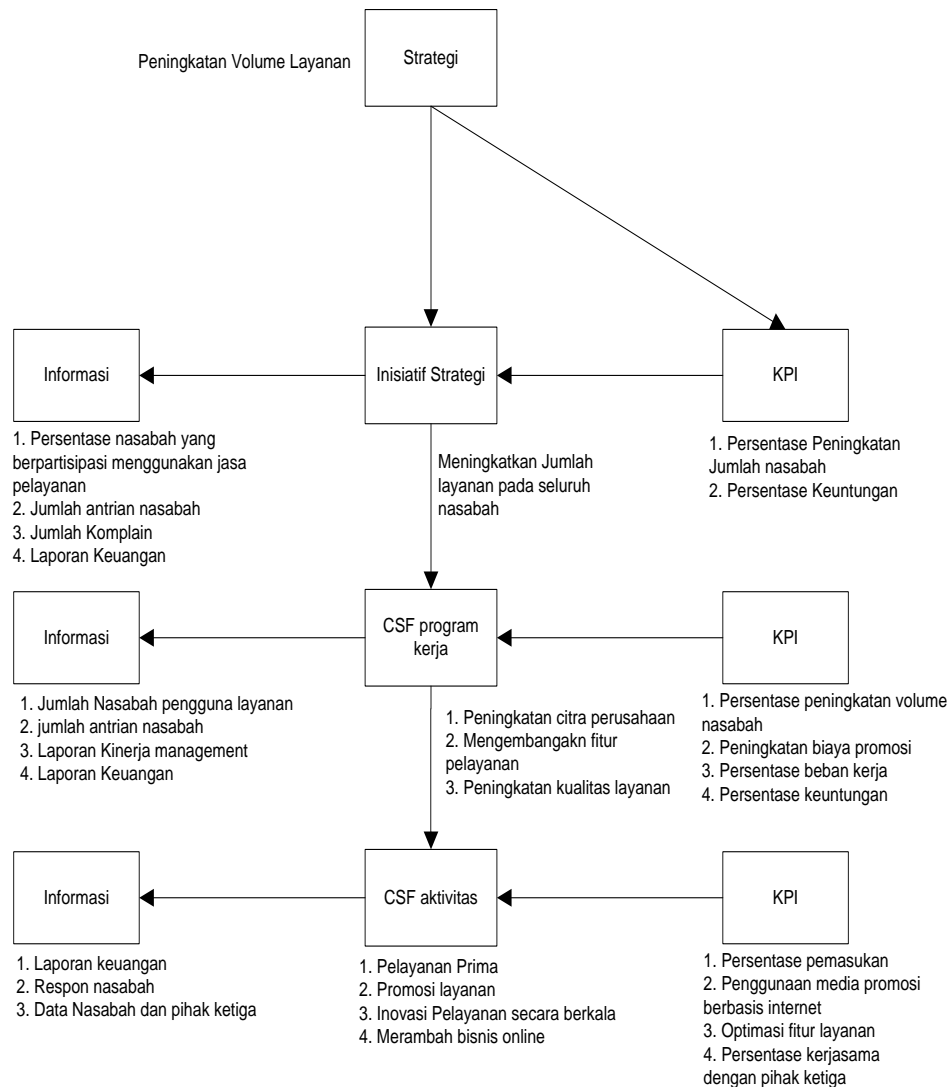 Peningkatan Volume Layanan
Strategi
Informasi
Inisiatif Strategi
KPI
1. Persentase nasabah yang
berpartisipasi menggunakan jasa
pelayanan
2. Jumlah antrian nasabah
3. Jumlah Komplain
4. Laporan Keuangan
Meningkatkan Jumlah
layanan pada seluruh
nasabah
1. Persentase Peningkatan
Jumlah nasabah
2. Persentase Keuntungan
Informasi
CSF program
kerja
KPI
1. Jumlah Nasabah pengguna layanan
2. jumlah antrian nasabah
3. Laporan Kinerja management
4. Laporan Keuangan
1. Peningkatan citra perusahaan
2. Mengembangakn fitur
pelayanan
3. Peningkatan kualitas layanan
1. Persentase peningkatan volume
nasabah
2. Peningkatan biaya promosi
3. Persentase beban kerja
4. Persentase keuntungan
Informasi
CSF aktivitas
KPI
1. Laporan keuangan
2. Respon nasabah
3. Data Nasabah dan pihak ketiga
1. Pelayanan Prima
2. Promosi layanan
3. Inovasi Pelayanan secara berkala
4. Merambah bisnis online
1. Persentase pemasukan
2. Penggunaan media promosi
berbasis internet
3. Optimasi fitur layanan
4. Persentase kerjasama
dengan pihak ketiga